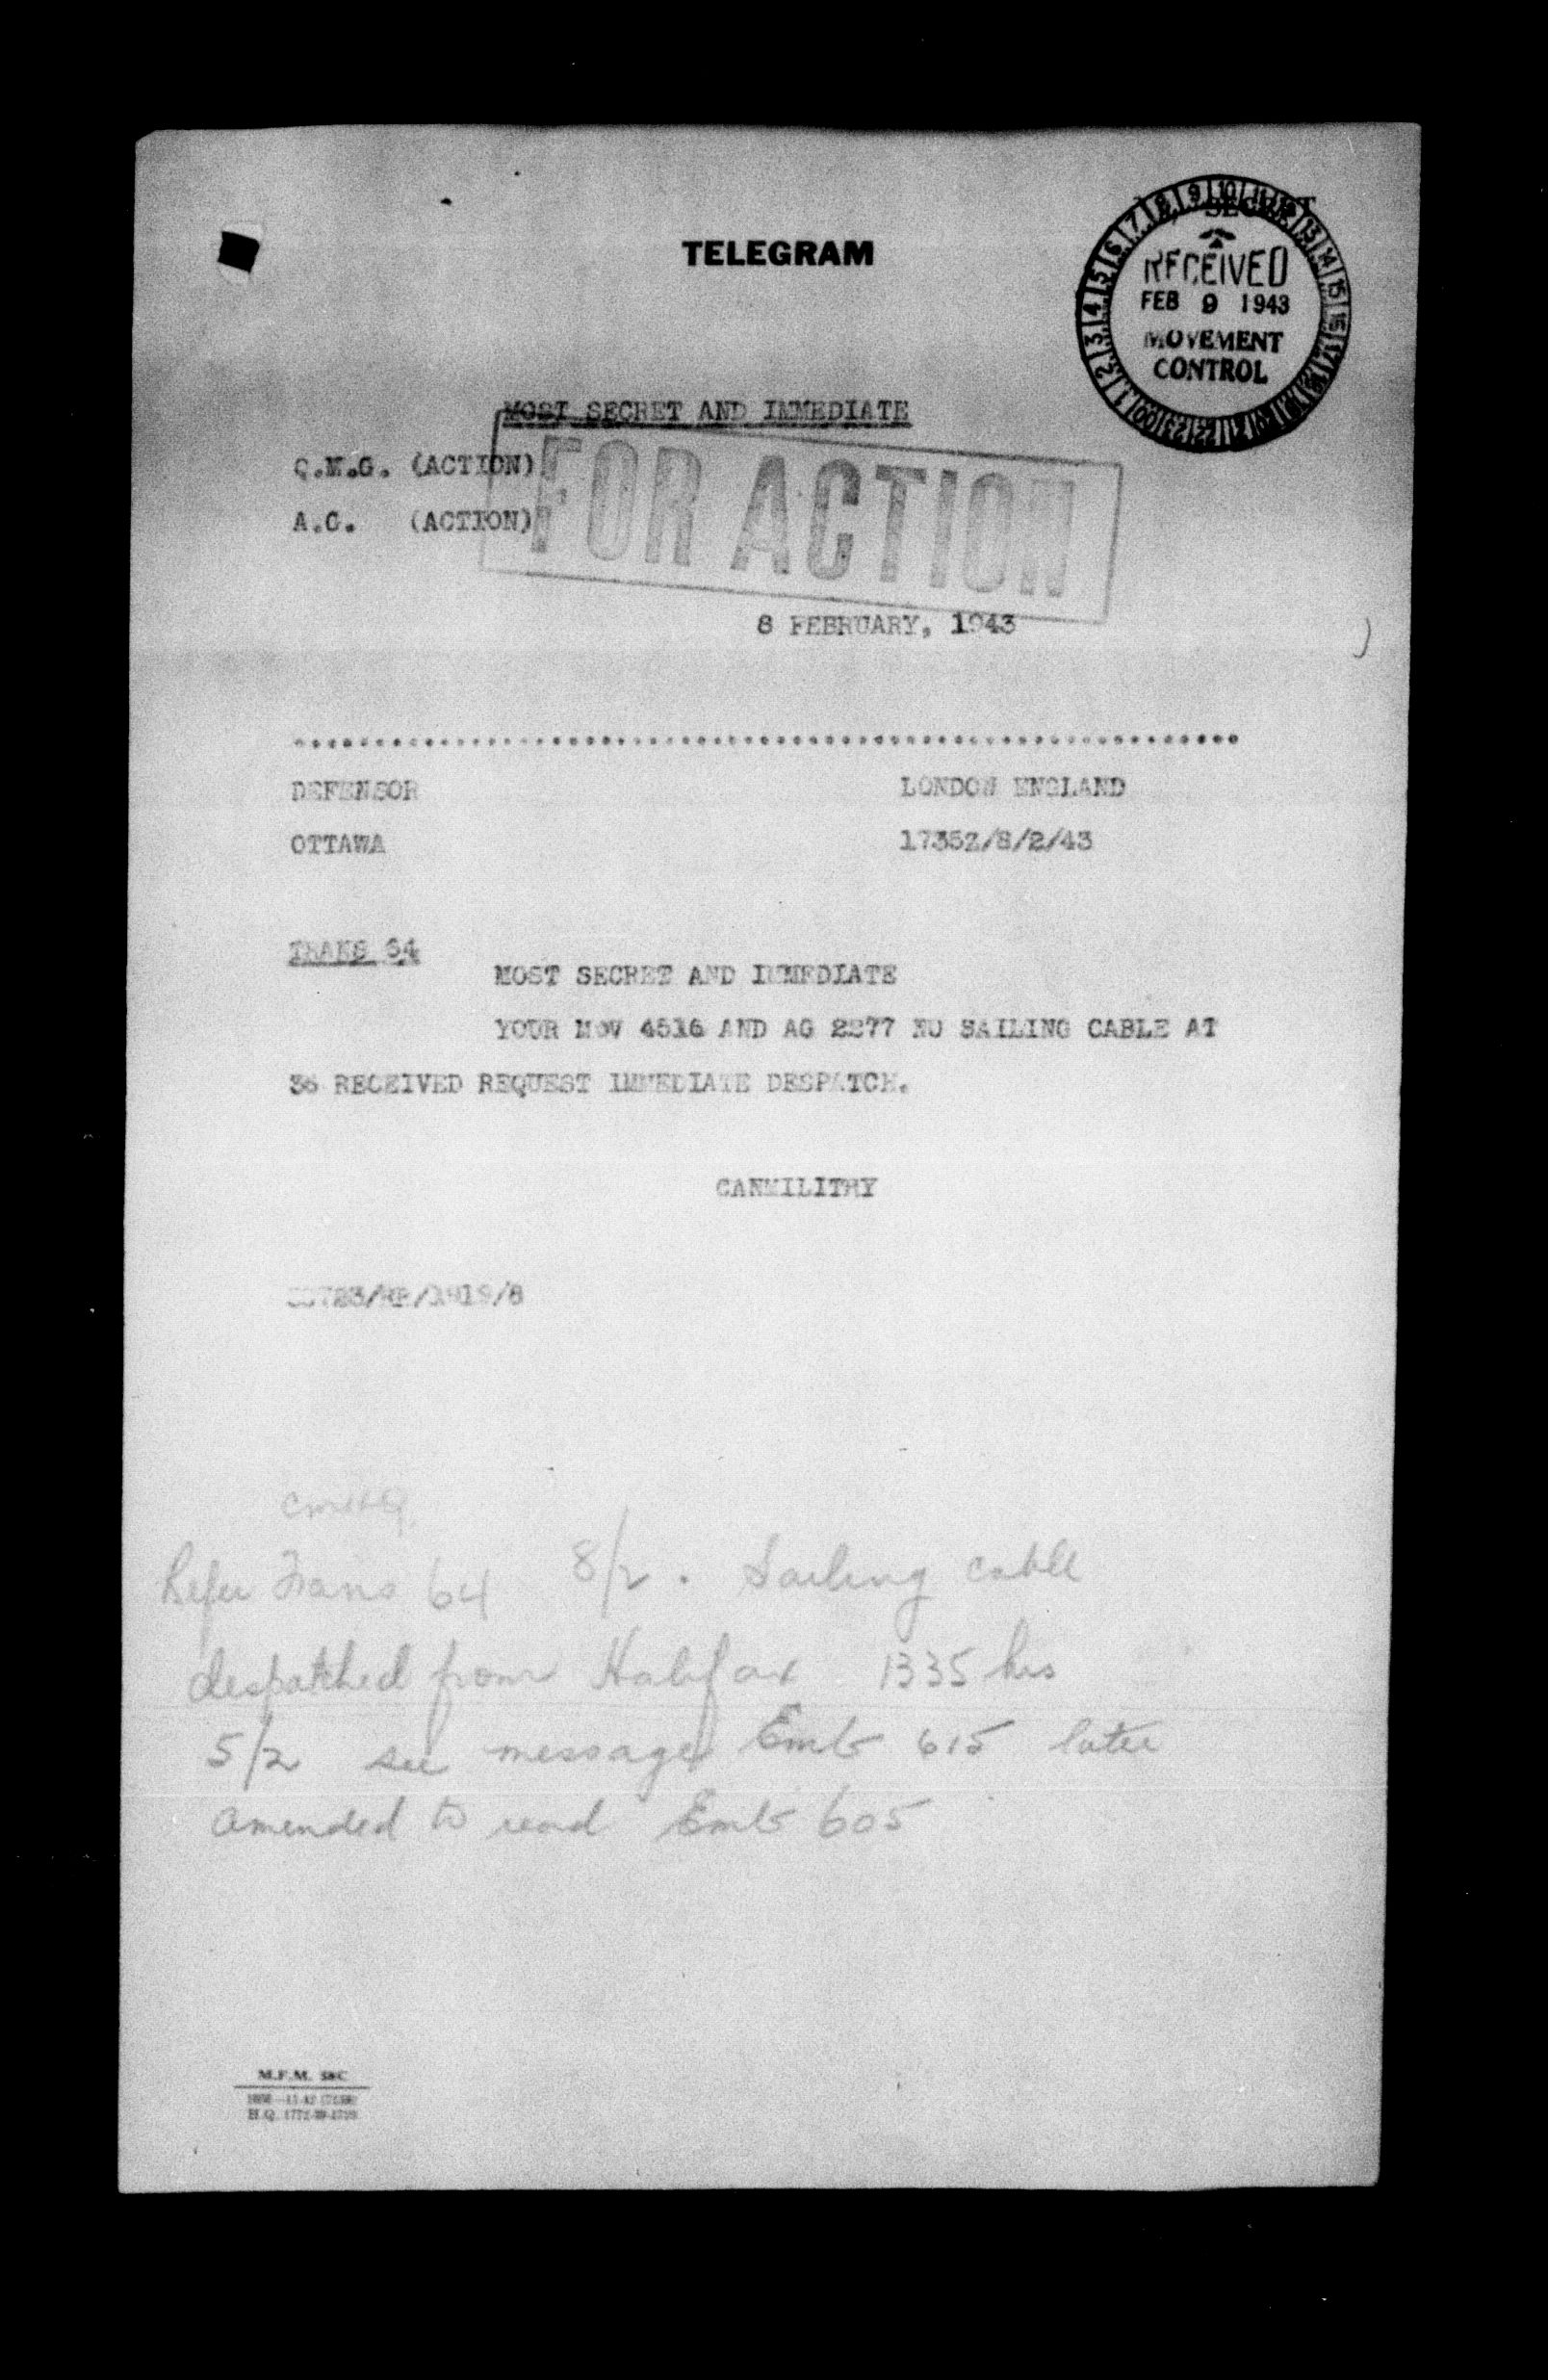 SECRET
TELEGRAM
RECEIVED
FEB 9 1943
MOVEMENT
CONTROL
MOST SECRET AND IMMEDIATE
Q.M.G. (ACTION)
A.G. (ACTION)
FOR ACTION
8 FEBRUARY, 1943
DEFENSOR LONDON ENGLAND
OTTAWA 1735Z/8/2/43
TRANS 64
MOST SECRET AND IMMEDIATE
YOUR MOV 4516 AND AG 2277 NO SAILING CABLE AT
36 RECEIVED REQUEST IMMEDIATE DESPATCH.
CANMILITRY
Refer Trans 64 8/2. Sailing cable
despatched from Halifax 1335 hrs
5/2 see message Emb 615 later
amended to read Emb 605
M.F.M. 58C